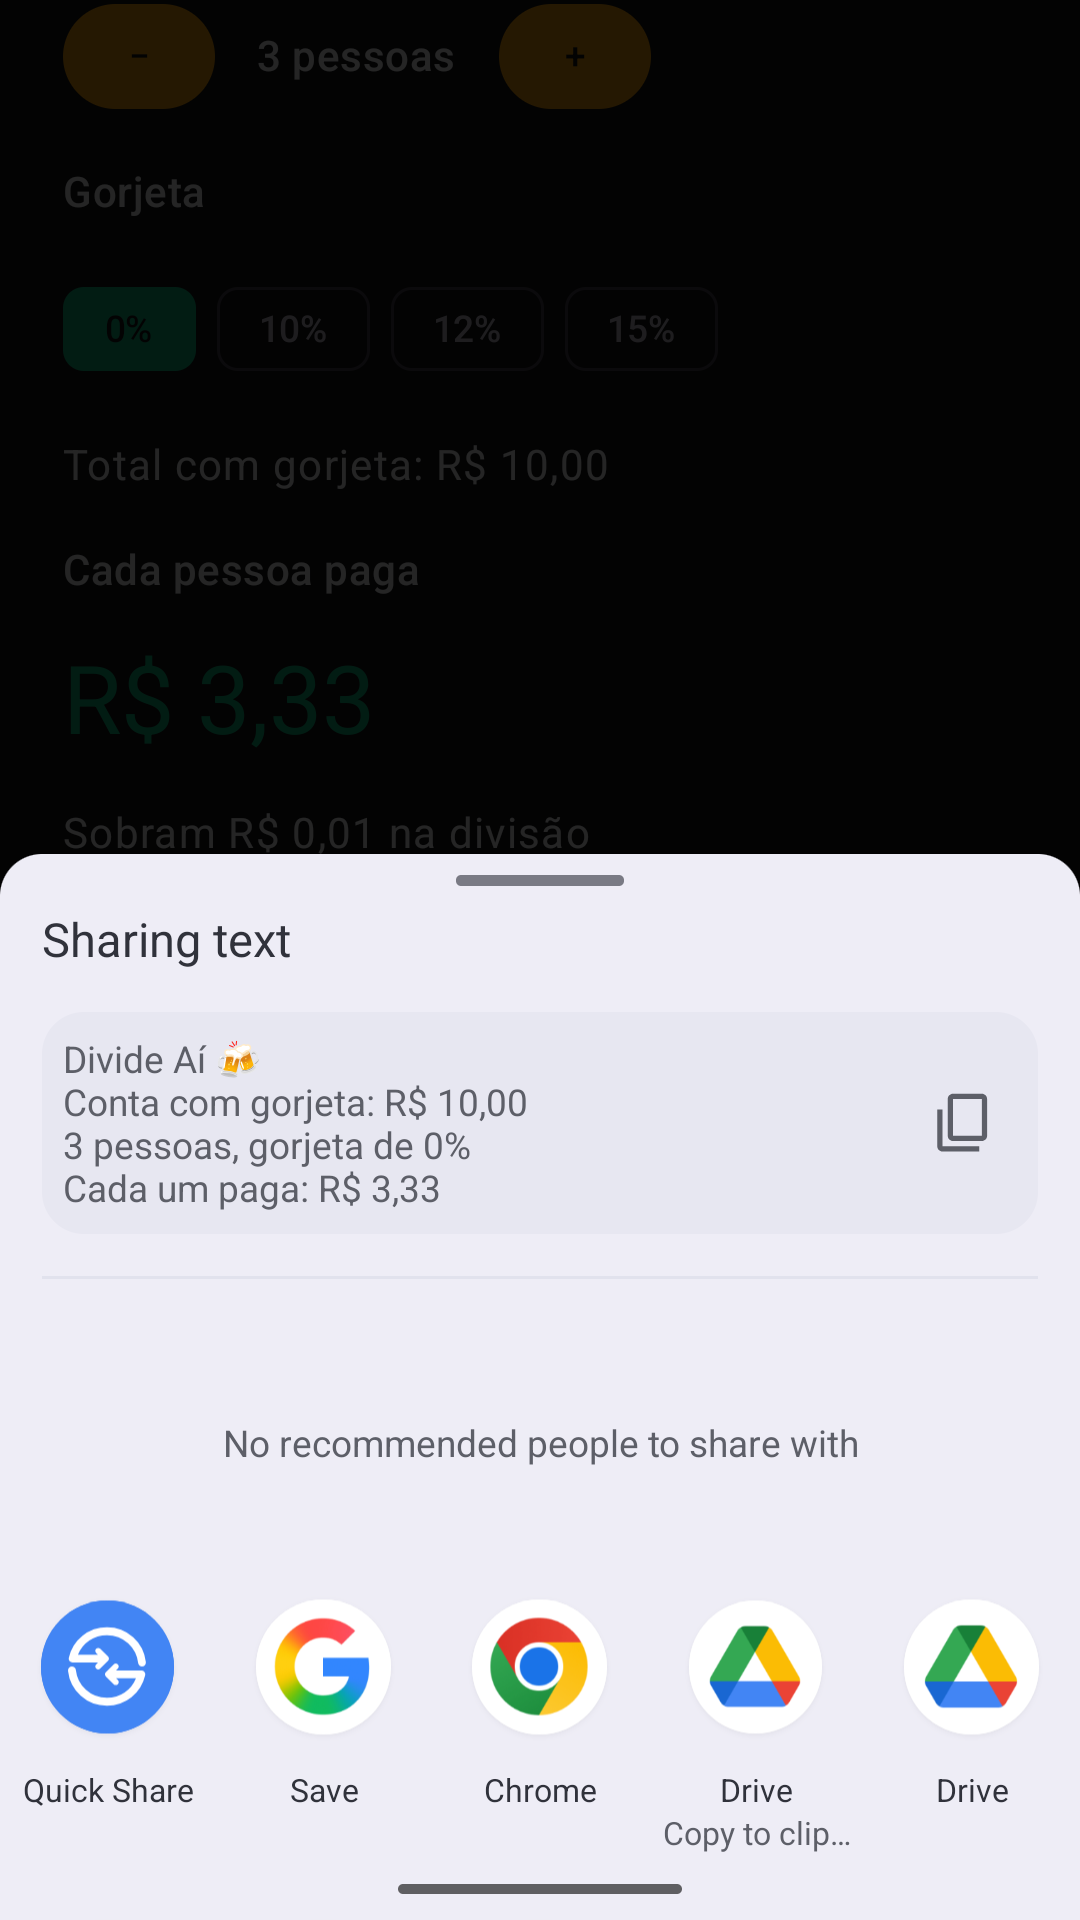 − 3 pessoas +
Gorjeta
0% 10% 12% 15%
Total com gorjeta: R$ 10,00
Cada pessoa paga
R$ 3,33
Sobram R$ 0,01 na divisão
Sharing text
Divide Aí 🍻
Conta com gorjeta: R$ 10,00
3 pessoas, gorjeta de 0%
Cada um paga: R$ 3,33
No recommended people to share with
Quick Share Save Chrome Drive Drive
Copy to clip...